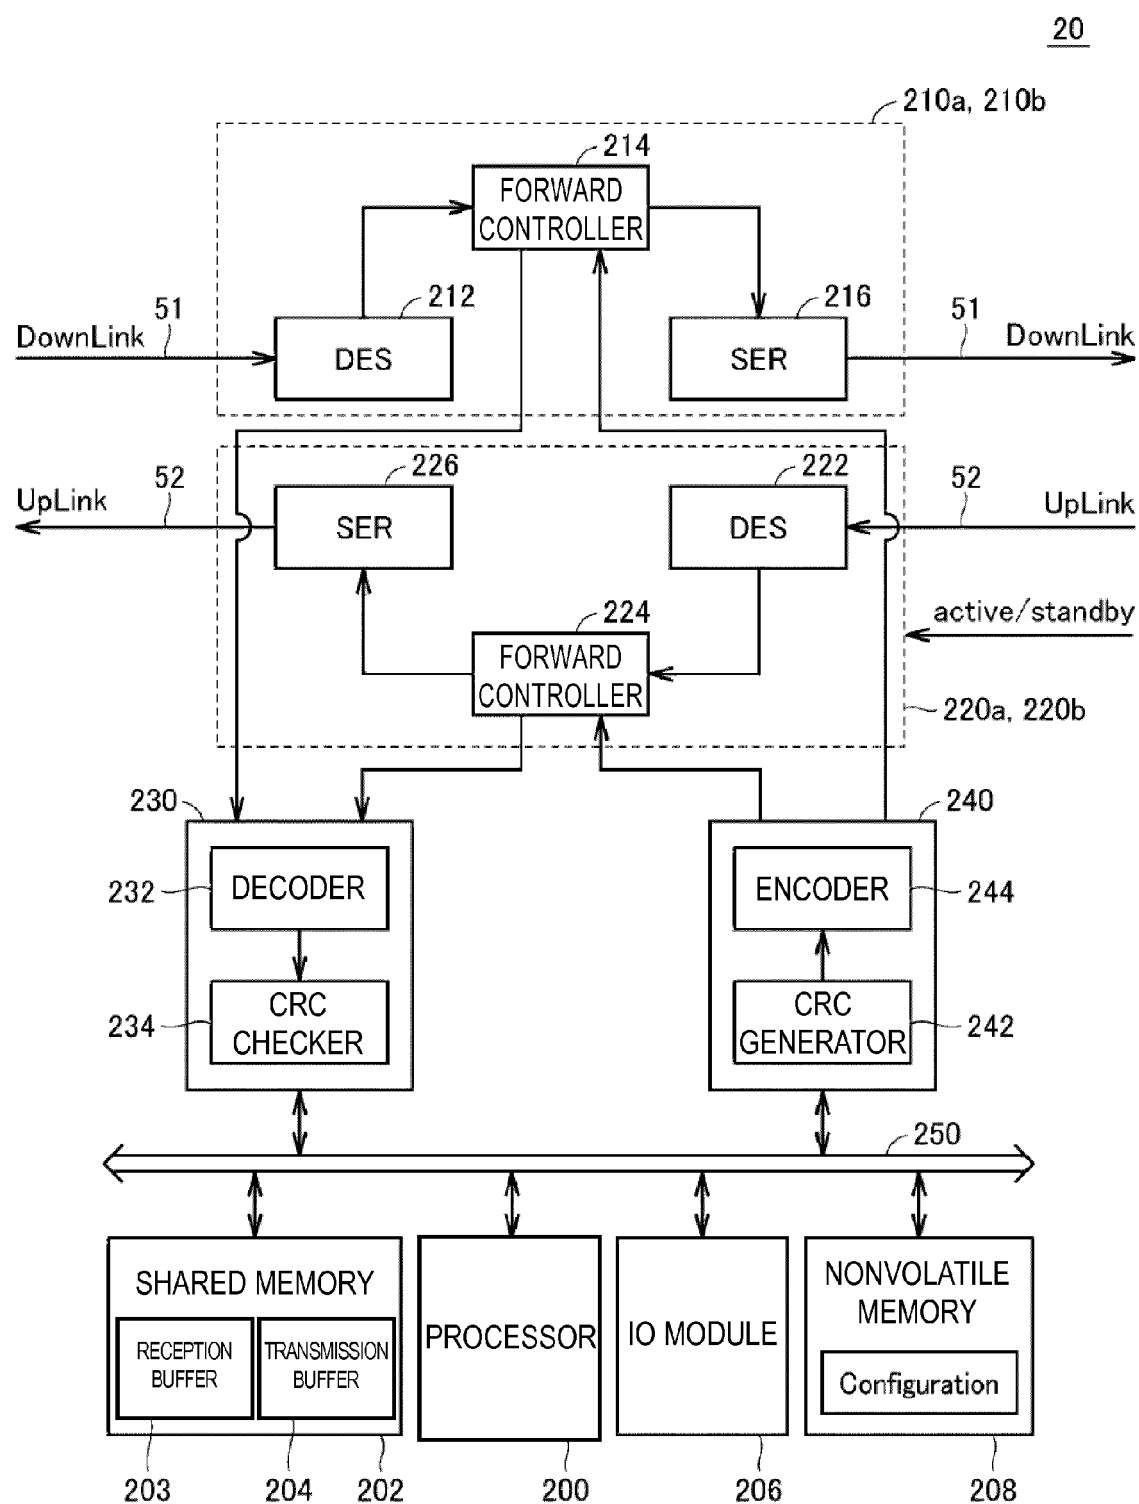 20
210a, 210b
214
FORWARD
CONTROLLER
212
216
DownLink
51
DES
SER
51
DownLink
226
222
UpLink
52
SER
DES
52
UpLink
224
active/standby
FORWARD
CONTROLLER
220a, 220b
230
240
232
DECODER
ENCODER
244
234
CRC
CHECKER
CRC
GENERATOR
242
250
SHARED MEMORY
RECEPTION
BUFFER
TRANSMISSION
BUFFER
PROCESSOR
IO MODULE
NONVOLATILE
MEMORY
Configuration
203
204
202
200
206
208